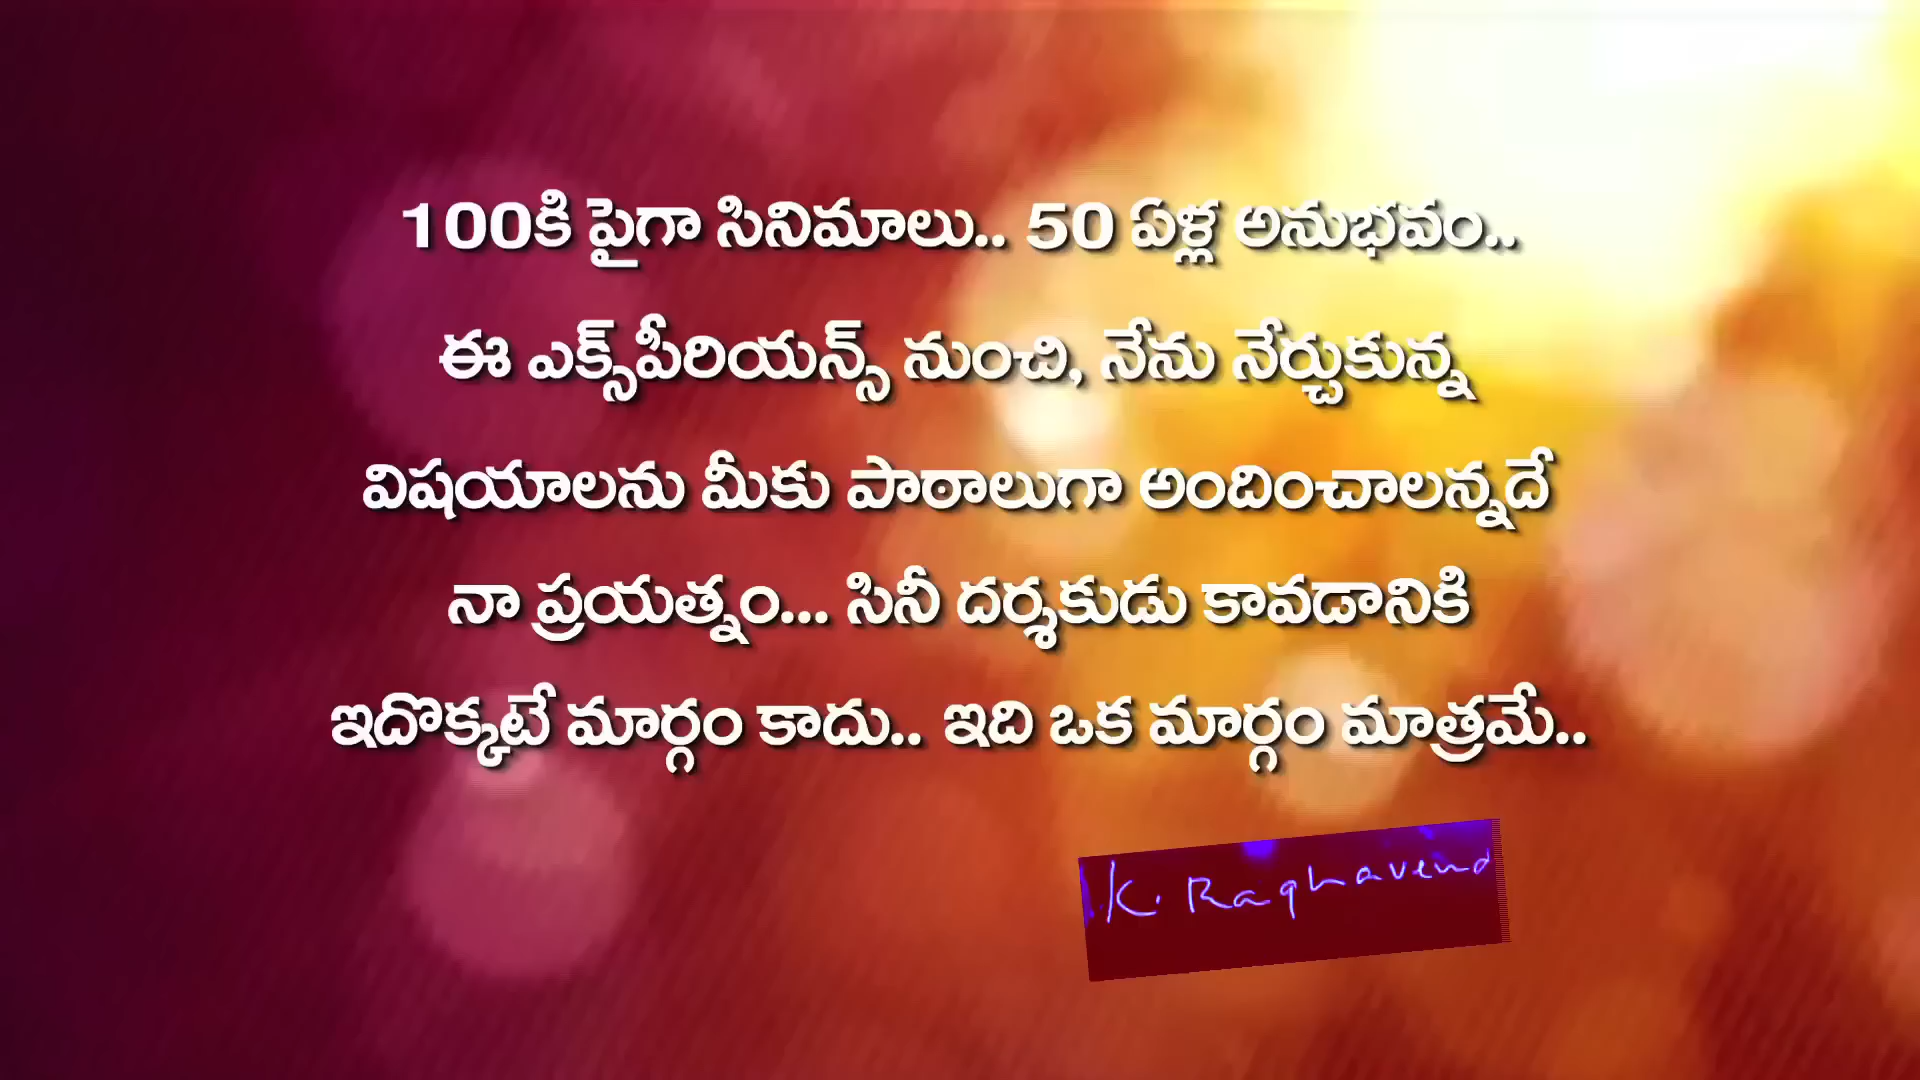 100కి పైగా సినిమాలు.. 50 ఏళ్ల అనుభవం..
ఈ ఎక్స్‌పీరియన్స్ నుంచి, నేను నేర్చుకున్న
విషయాలను మీకు పాఠాలుగా అందించాలన్నదే
నా ప్రయత్నం... సినీ దర్శకుడు కావడానికి
ఇదొక్కటే మార్గం కాదు.. ఇది ఒక మార్గం మాత్రమే..
K. Raghavend